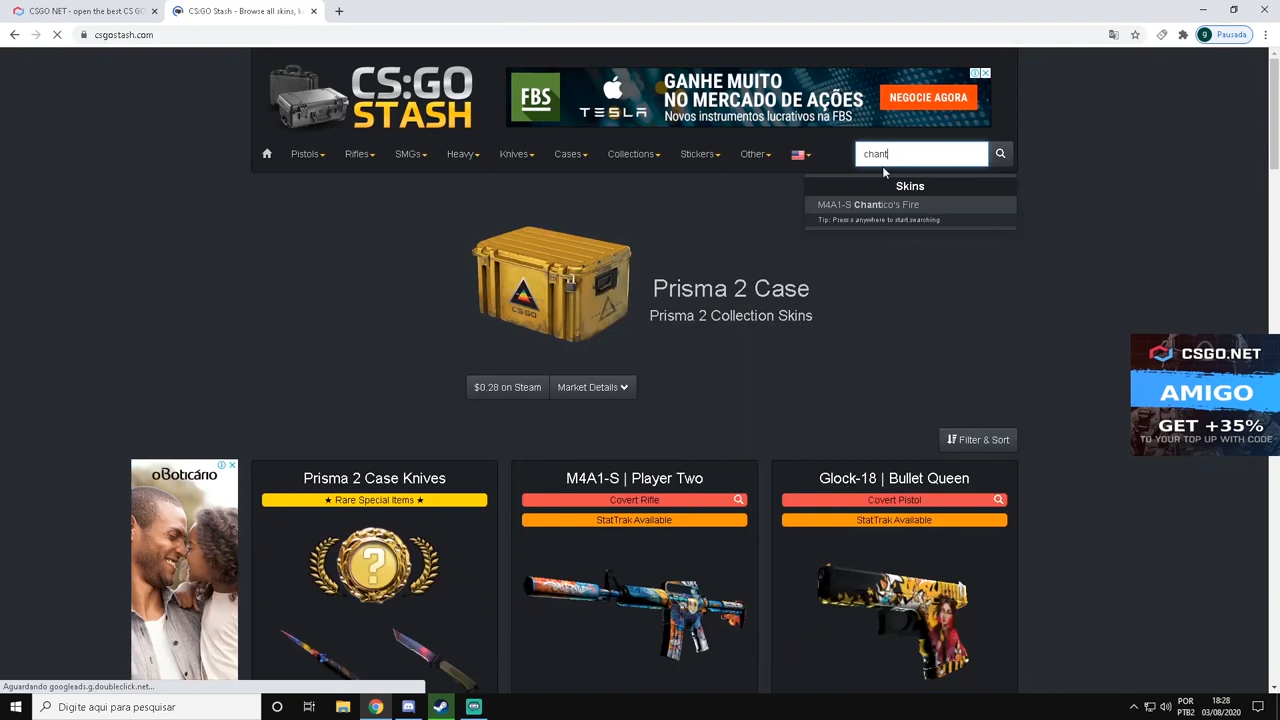 CSGO NET - open the best CS GO
CS:GO Stash - Browse all skins, k
csgostash.com
Pausada
CS:GO
STASH
FBS
TESLA
GANHE MUITO
NO MERCADO DE AÇÕES
Novos instrumentos lucrativos na FBS
NEGOCIE AGORA
Pistols
Rifles
SMGs
Heavy
Knives
Cases
Collections
Stickers
Other
chant
Skins
M4A1-S Chantico's Fire
Tip: Press s anywhere to start searching
CS:GO
Prisma 2 Case
Prisma 2 Collection Skins
$0.28 on Steam
Market Details
CSGO.NET
AMIGO
GET +35%
TO YOUR TOP UP WITH CODE
Filter & Sort
oBoticário
Prisma 2 Case Knives
★ Rare Special Items ★
M4A1-S | Player Two
Covert Rifle
StatTrak Available
Glock-18 | Bullet Queen
Covert Pistol
StatTrak Available
Aguardando googleads.g.doubleclick.net...
Digite aqui para pesquisar
POR
PTB2
18:28
03/08/2020